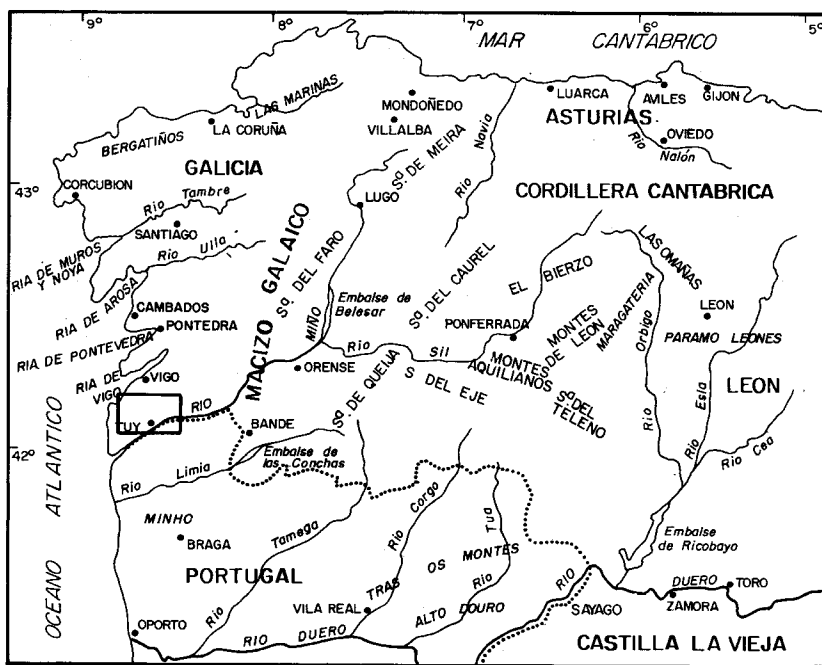 9°
8°
7°
6°
5°
MAR CANTABRICO
LAS MARINAS
MONDOÑEDO
LUARCA
AVILES
GIJON
BERGATIÑOS
LA CORUÑA
VILLALBA
ASTURIAS
OVIEDO
Rio Nalón
Rio Navia
Sª. DE MEIRA
GALICIA
43°
CORCUBION
Rio Tambre
LUGO
CORDILLERA CANTABRICA
SANTIAGO
Rio Ulla
RIA DE MUROS
Y NOYA
MACIZO GALAICO
Sª. DEL FARO
LAS OMAÑAS
RIA DE AROSA
CAMBADOS
PONTEDRA
RIA DE PONTEVEDRA
MIÑO
Embalse de
Belesar
Sª. DEL CAUREL
EL BIERZO
PONFERRADA
MONTES
DE LEON
MARAGATERIA
Rio Orbigo
LEON
PARAMO LEONES
RIA DE
VIGO
VIGO
Rio Sil
ORENSE
Sª. DE QUEIJA
S DEL EJE
MONTES
AQUILIANOS
Sª DEL
TELENO
Rio Esla
LEON
RIO
TUY
BANDE
Rio Cea
42°
OCEANO ATLANTICO
Rio Limia
Embalse de
las Conchas
MINHO
BRAGA
Rio Tamega
Rio Corgo
Rio Tua
Embalse
de Ricobayo
PORTUGAL
TRAS OS MONTES
VILA REAL
ALTO DOURO
RIO DUERO
SAYAGO
TORO
ZAMORA
OPORTO
RIO DUERO
CASTILLA LA VIEJA